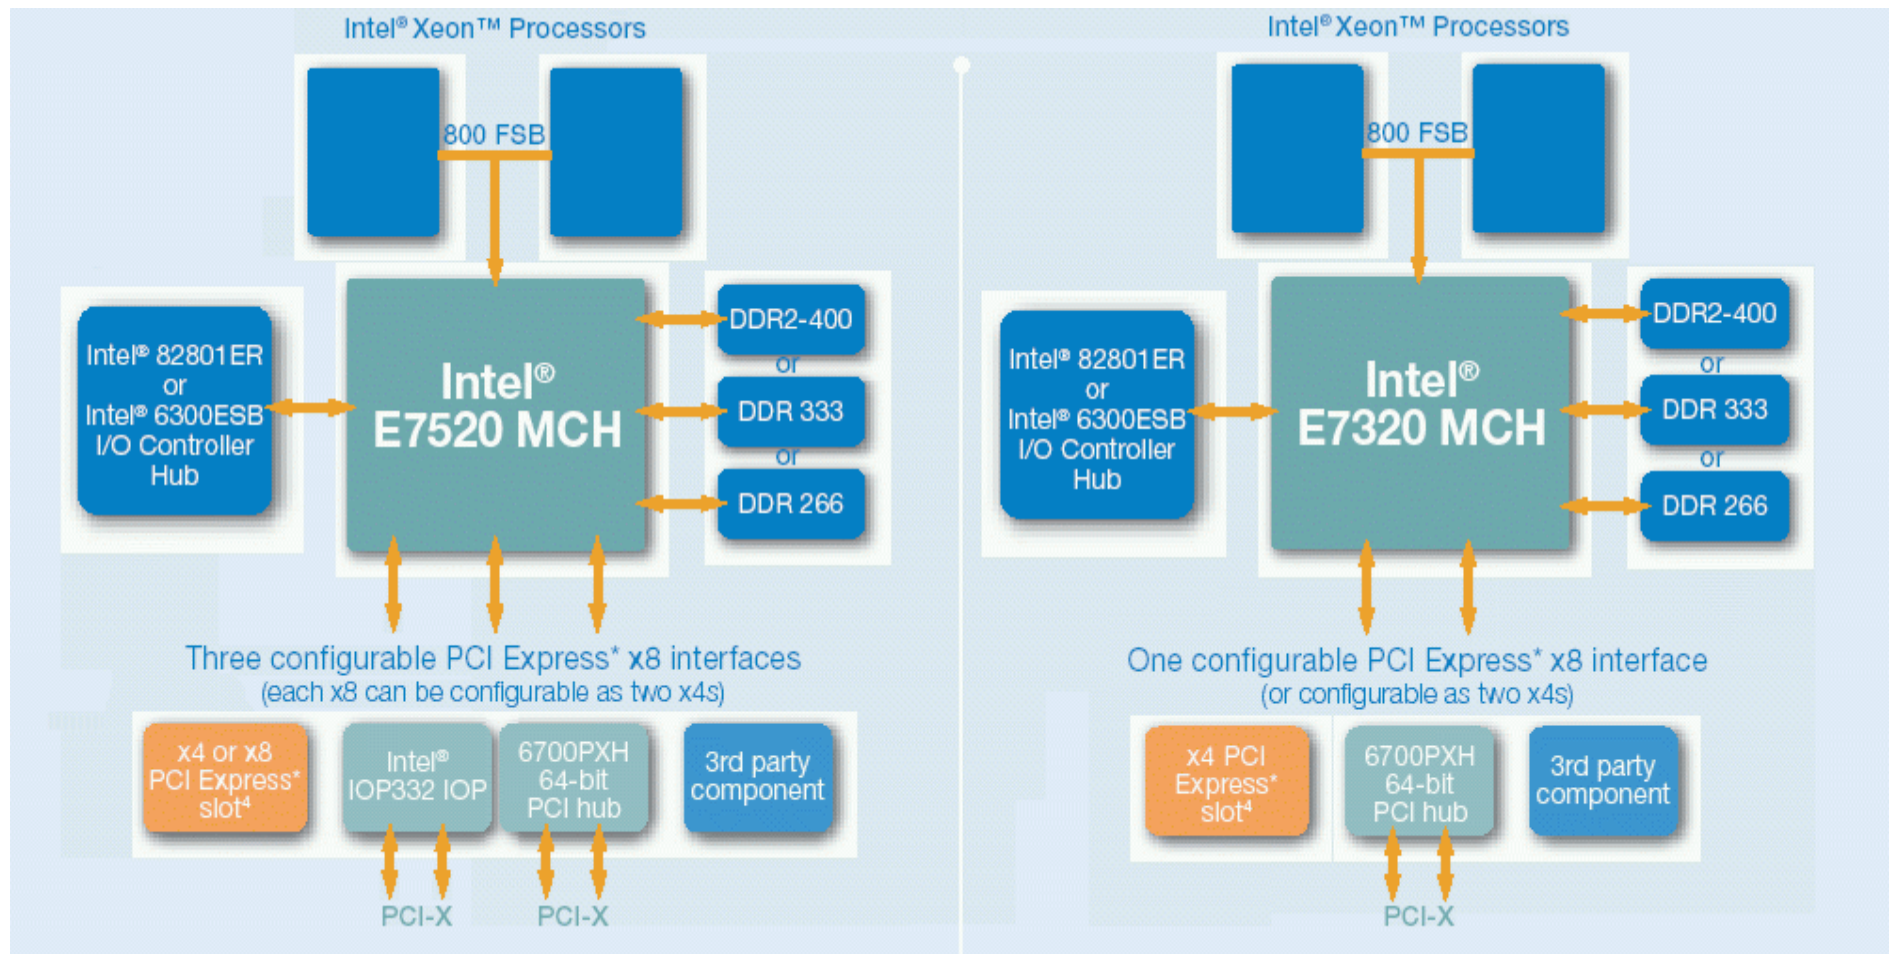 Intel® Xeon™ Processors
800 FSB
Intel® 82801ER
or
Intel® 6300ESB
I/O Controller
Hub
Intel®
E7520 MCH
DDR2-400
or
DDR 333
or
DDR 266
Three configurable PCI Express* x8 interfaces
(each x8 can be configurable as two x4s)
x4 or x8
PCI Express*
slot⁴
Intel®
IOP332 IOP
6700PXH
64-bit
PCI hub
3rd party
component
PCI-X
PCI-X
Intel® Xeon™ Processors
800 FSB
Intel® 82801ER
or
Intel® 6300ESB
I/O Controller
Hub
Intel®
E7320 MCH
DDR2-400
or
DDR 333
or
DDR 266
One configurable PCI Express* x8 interface
(or configurable as two x4s)
x4 PCI
Express*
slot⁴
6700PXH
64-bit
PCI hub
3rd party
component
PCI-X